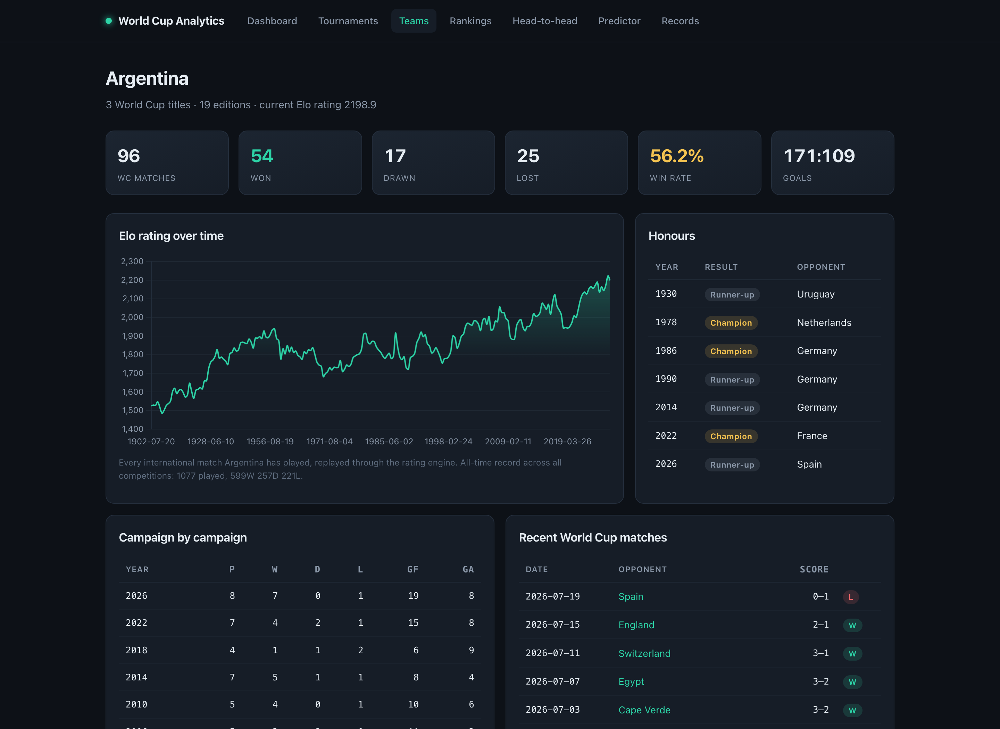 World Cup Analytics Dashboard Tournaments Teams Rankings Head-to-head Predictor Records
Argentina
3 World Cup titles · 19 editions · current Elo rating 2198.9
96
WC MATCHES
54
WON
17
DRAWN
25
LOST
56.2%
WIN RATE
171:109
GOALS
Elo rating over time
2,300
2,200
2,100
2,000
1,900
1,800
1,700
1,600
1,500
1,400
1902-07-20 1928-06-10 1956-08-19 1971-08-04 1985-06-02 1998-02-24 2009-02-11 2019-03-26
Every international match Argentina has played, replayed through the rating engine. All-time record across all
competitions: 1077 played, 599W 257D 221L.
Honours
YEAR RESULT OPPONENT
1930 Runner-up Uruguay
1978 Champion Netherlands
1986 Champion Germany
1990 Runner-up Germany
2014 Runner-up Germany
2022 Champion France
2026 Runner-up Spain
Campaign by campaign
YEAR P W D L GF GA
2026 8 7 0 1 19 8
2022 7 4 2 1 15 8
2018 4 1 1 2 6 9
2014 7 5 1 1 8 4
2010 5 4 0 1 10 6
Recent World Cup matches
DATE OPPONENT SCORE
2026-07-19 Spain 0–1 L
2026-07-15 England 2–1 W
2026-07-11 Switzerland 3–1 W
2026-07-07 Egypt 3–2 W
2026-07-03 Cape Verde 3–2 W